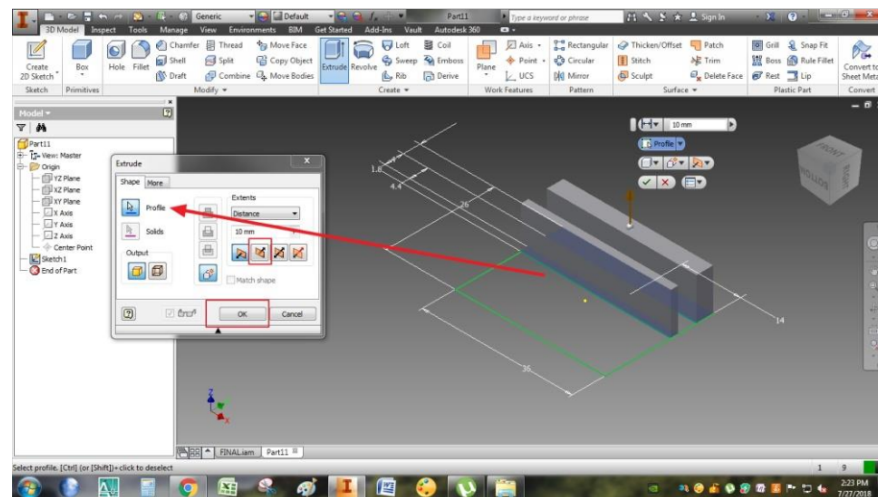 Generic Default Part11 Type a keyword or phrase Sign In
3D Model Inspect Tools Manage View Environments BIM Get Started Add-Ins Vault Autodesk 360
Create
2D Sketch
Box
Hole Fillet
Chamfer Thread Move Face
Shell Split Copy Object
Draft Combine Move Bodies
Extrude Revolve
Loft Coil
Sweep Emboss
Rib Derive
Plane
Axis
Point
UCS
Rectangular
Circular
Mirror
Thicken/Offset Patch
Stitch Trim
Sculpt Delete Face
Grill Snap Fit
Boss Rule Fillet
Rest Lip
Convert to
Sheet Meta
Sketch Primitives Modify Create Work Features Pattern Surface Plastic Part Convert
Model
Part11
View: Master
Origin
YZ Plane
XZ Plane
XY Plane
X Axis
Y Axis
Z Axis
Center Point
Sketch1
End of Part
Extrude X
Shape More
Profile
Solids
Output
Extents
Distance
10 mm
Match shape
OK Cancel
10 mm
Profile
FRONT
BOTTOM
RIGHT
1.8
4.4
26
14
35
Z
X
FINAL.iam Part11
Select profile, [Ctrl] (or [Shift])+click to deselect
1 9
2:23 PM
7/27/2018